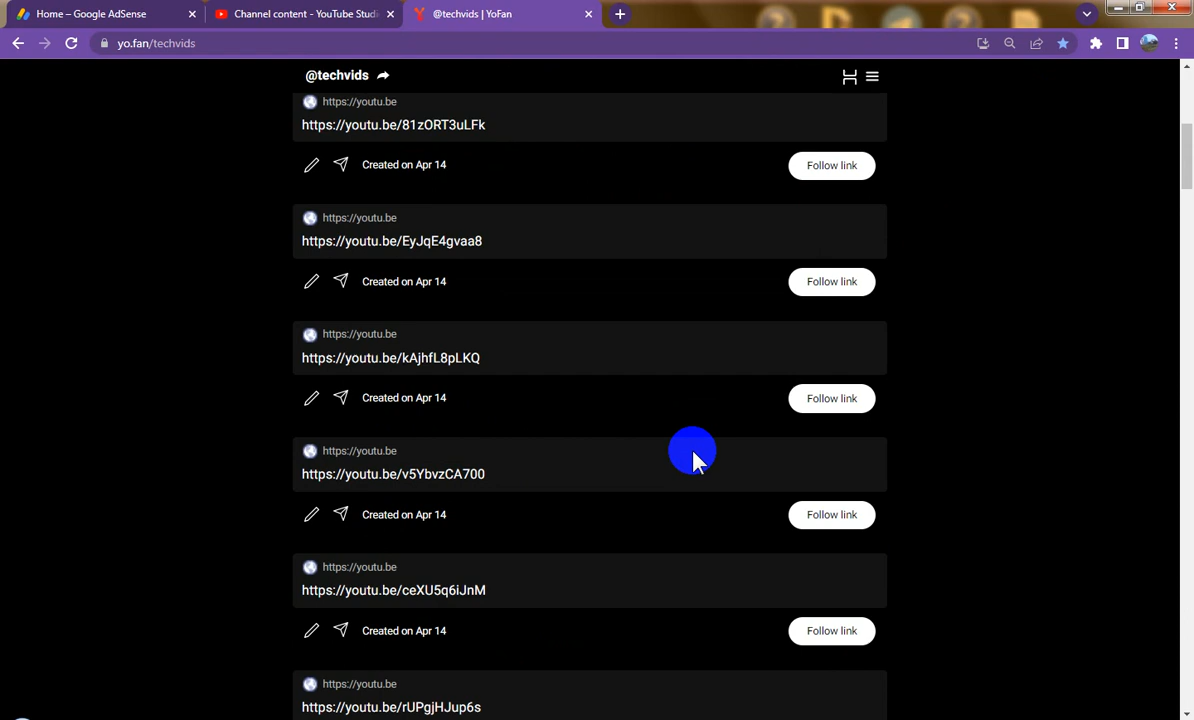 Home – Google AdSense
Channel content - YouTube Studi
@techvids | YoFan
yo.fan/techvids
@techvids
https://youtu.be
https://youtu.be/81zORT3uLFk
Created on Apr 14
Follow link
https://youtu.be
https://youtu.be/EyJqE4gvaa8
Created on Apr 14
Follow link
https://youtu.be
https://youtu.be/kAjhfL8pLKQ
Created on Apr 14
Follow link
https://youtu.be
https://youtu.be/v5YbvzCA700
Created on Apr 14
Follow link
https://youtu.be
https://youtu.be/ceXU5q6iJnM
Created on Apr 14
Follow link
https://youtu.be
https://youtu.be/rUPgjHJup6s